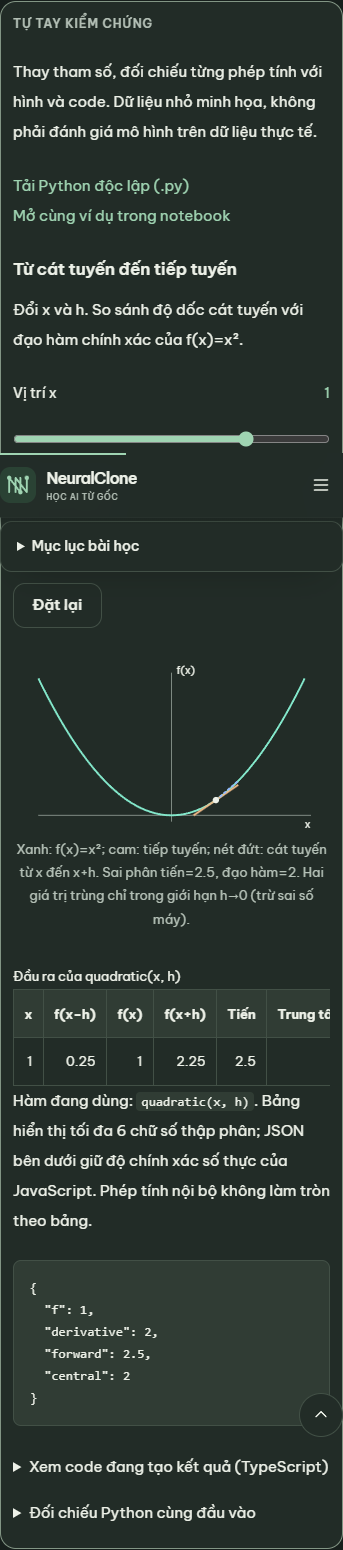 TỰ TAY KIỂM CHỨNG
Thay tham số, đối chiếu từng phép tính với
hình và code. Dữ liệu nhỏ minh họa, không
phải đánh giá mô hình trên dữ liệu thực tế.
Tải Python độc lập (.py)
Mở cùng ví dụ trong notebook
Từ cát tuyến đến tiếp tuyến
Đổi x và h. So sánh độ dốc cát tuyến với
đạo hàm chính xác của f(x)=x².
Vị trí x 1
NeuralClone
HỌC AI TỪ GỐC
▶ Mục lục bài học
Đặt lại
f(x)
x
Xanh: f(x)=x²; cam: tiếp tuyến; nét đứt: cát tuyến
từ x đến x+h. Sai phân tiến=2.5, đạo hàm=2. Hai
giá trị trùng chỉ trong giới hạn h→0 (trừ sai số
máy).
Đầu ra của quadratic(x, h)
x f(x−h) f(x) f(x+h) Tiến Trung
1 0.25 1 2.25 2.5
Hàm đang dùng: quadratic(x, h). Bảng
hiển thị tối đa 6 chữ số thập phân; JSON
bên dưới giữ độ chính xác số thực của
JavaScript. Phép tính nội bộ không làm tròn
theo bảng.
{
"f": 1,
"derivative": 2,
"forward": 2.5,
"central": 2
}
▶ Xem code đang tạo kết quả (TypeScript)
▶ Đối chiếu Python cùng đầu vào